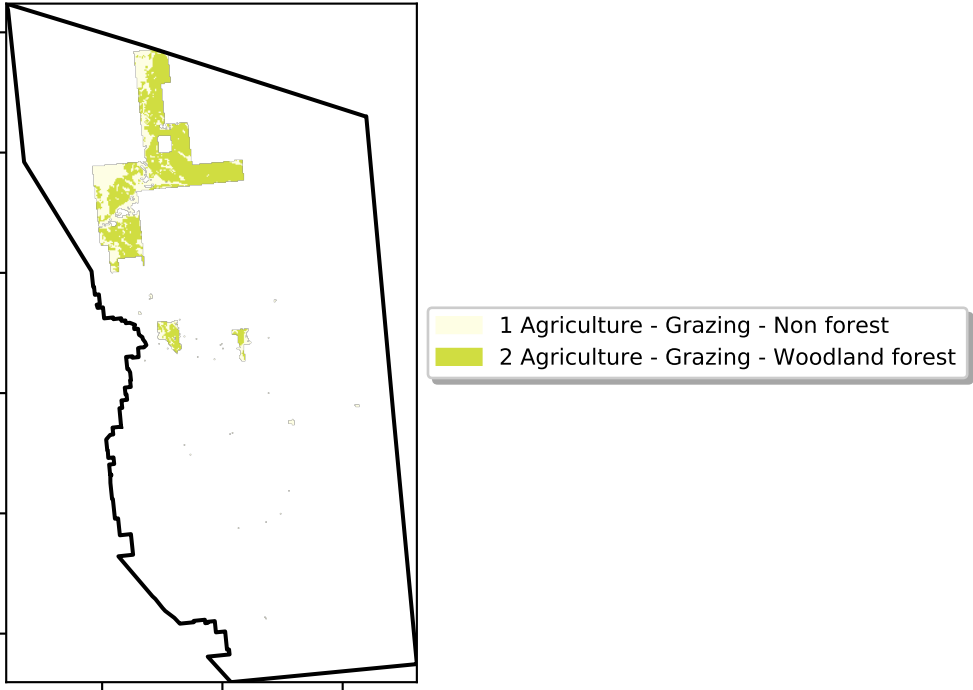 1 Agriculture - Grazing - Non forest
2 Agriculture - Grazing - Woodland forest